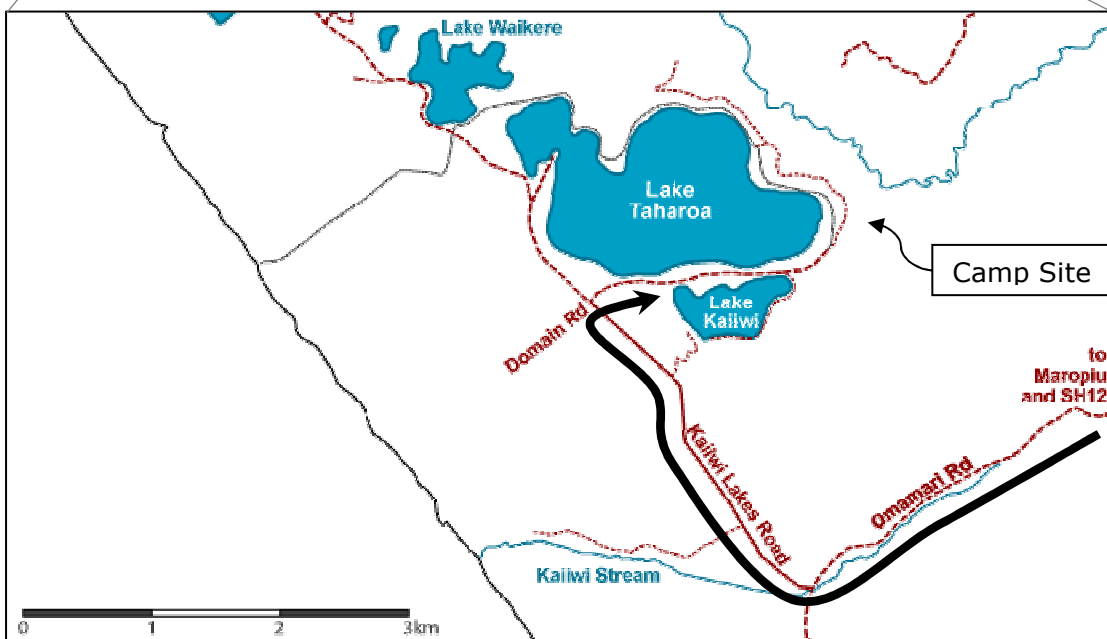 Lake Waikere
Lake
Taharoa
Camp Site
Lake
Kaiiwi
Domain Rd
to
Maropiu
and SH12
Kaiiwi Lakes Road
Omamari Rd
Kaiiwi Stream
0 1 2 3km